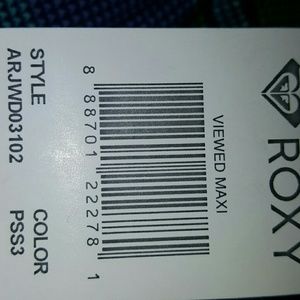 ROXY
VIEWED MAXI
8 88701 22278 1
STYLE COLOR
ARJWD03102 PSS3